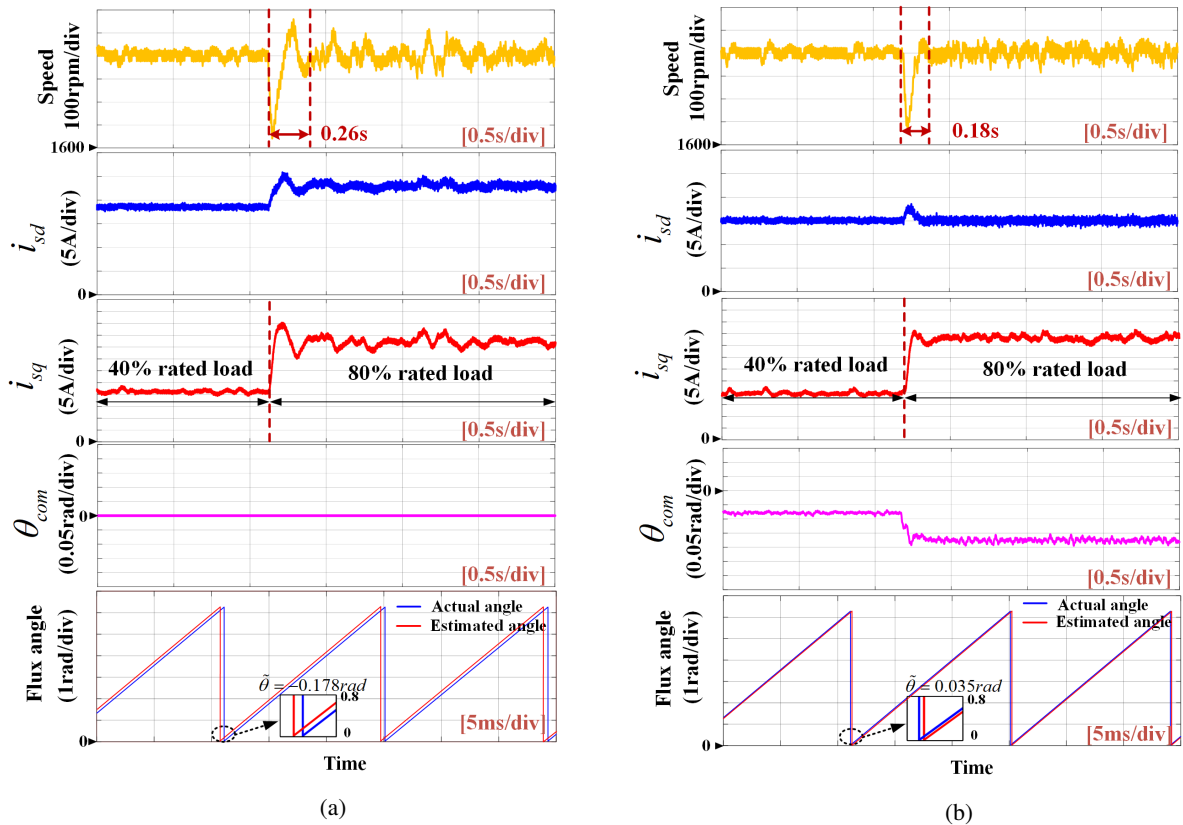 Speed
100rpm/div
1600
0.26s
[0.5s/div]
i_sd
(5A/div)
0
[0.5s/div]
i_sq
(5A/div)
0
40% rated load
80% rated load
[0.5s/div]
θ_com
(0.05rad/div)
0
[0.5s/div]
Flux angle
(1rad/div)
0
Actual angle
Estimated angle
θ̃ = −0.178rad
0.8
0
[5ms/div]
Time
(a)
Speed
100rpm/div
1600
0.18s
[0.5s/div]
i_sd
(5A/div)
0
[0.5s/div]
i_sq
(5A/div)
0
40% rated load
80% rated load
[0.5s/div]
θ_com
(0.05rad/div)
0
[0.5s/div]
Flux angle
(1rad/div)
0
Actual angle
Estimated angle
θ̃ = 0.035rad
0.8
0
[5ms/div]
Time
(b)